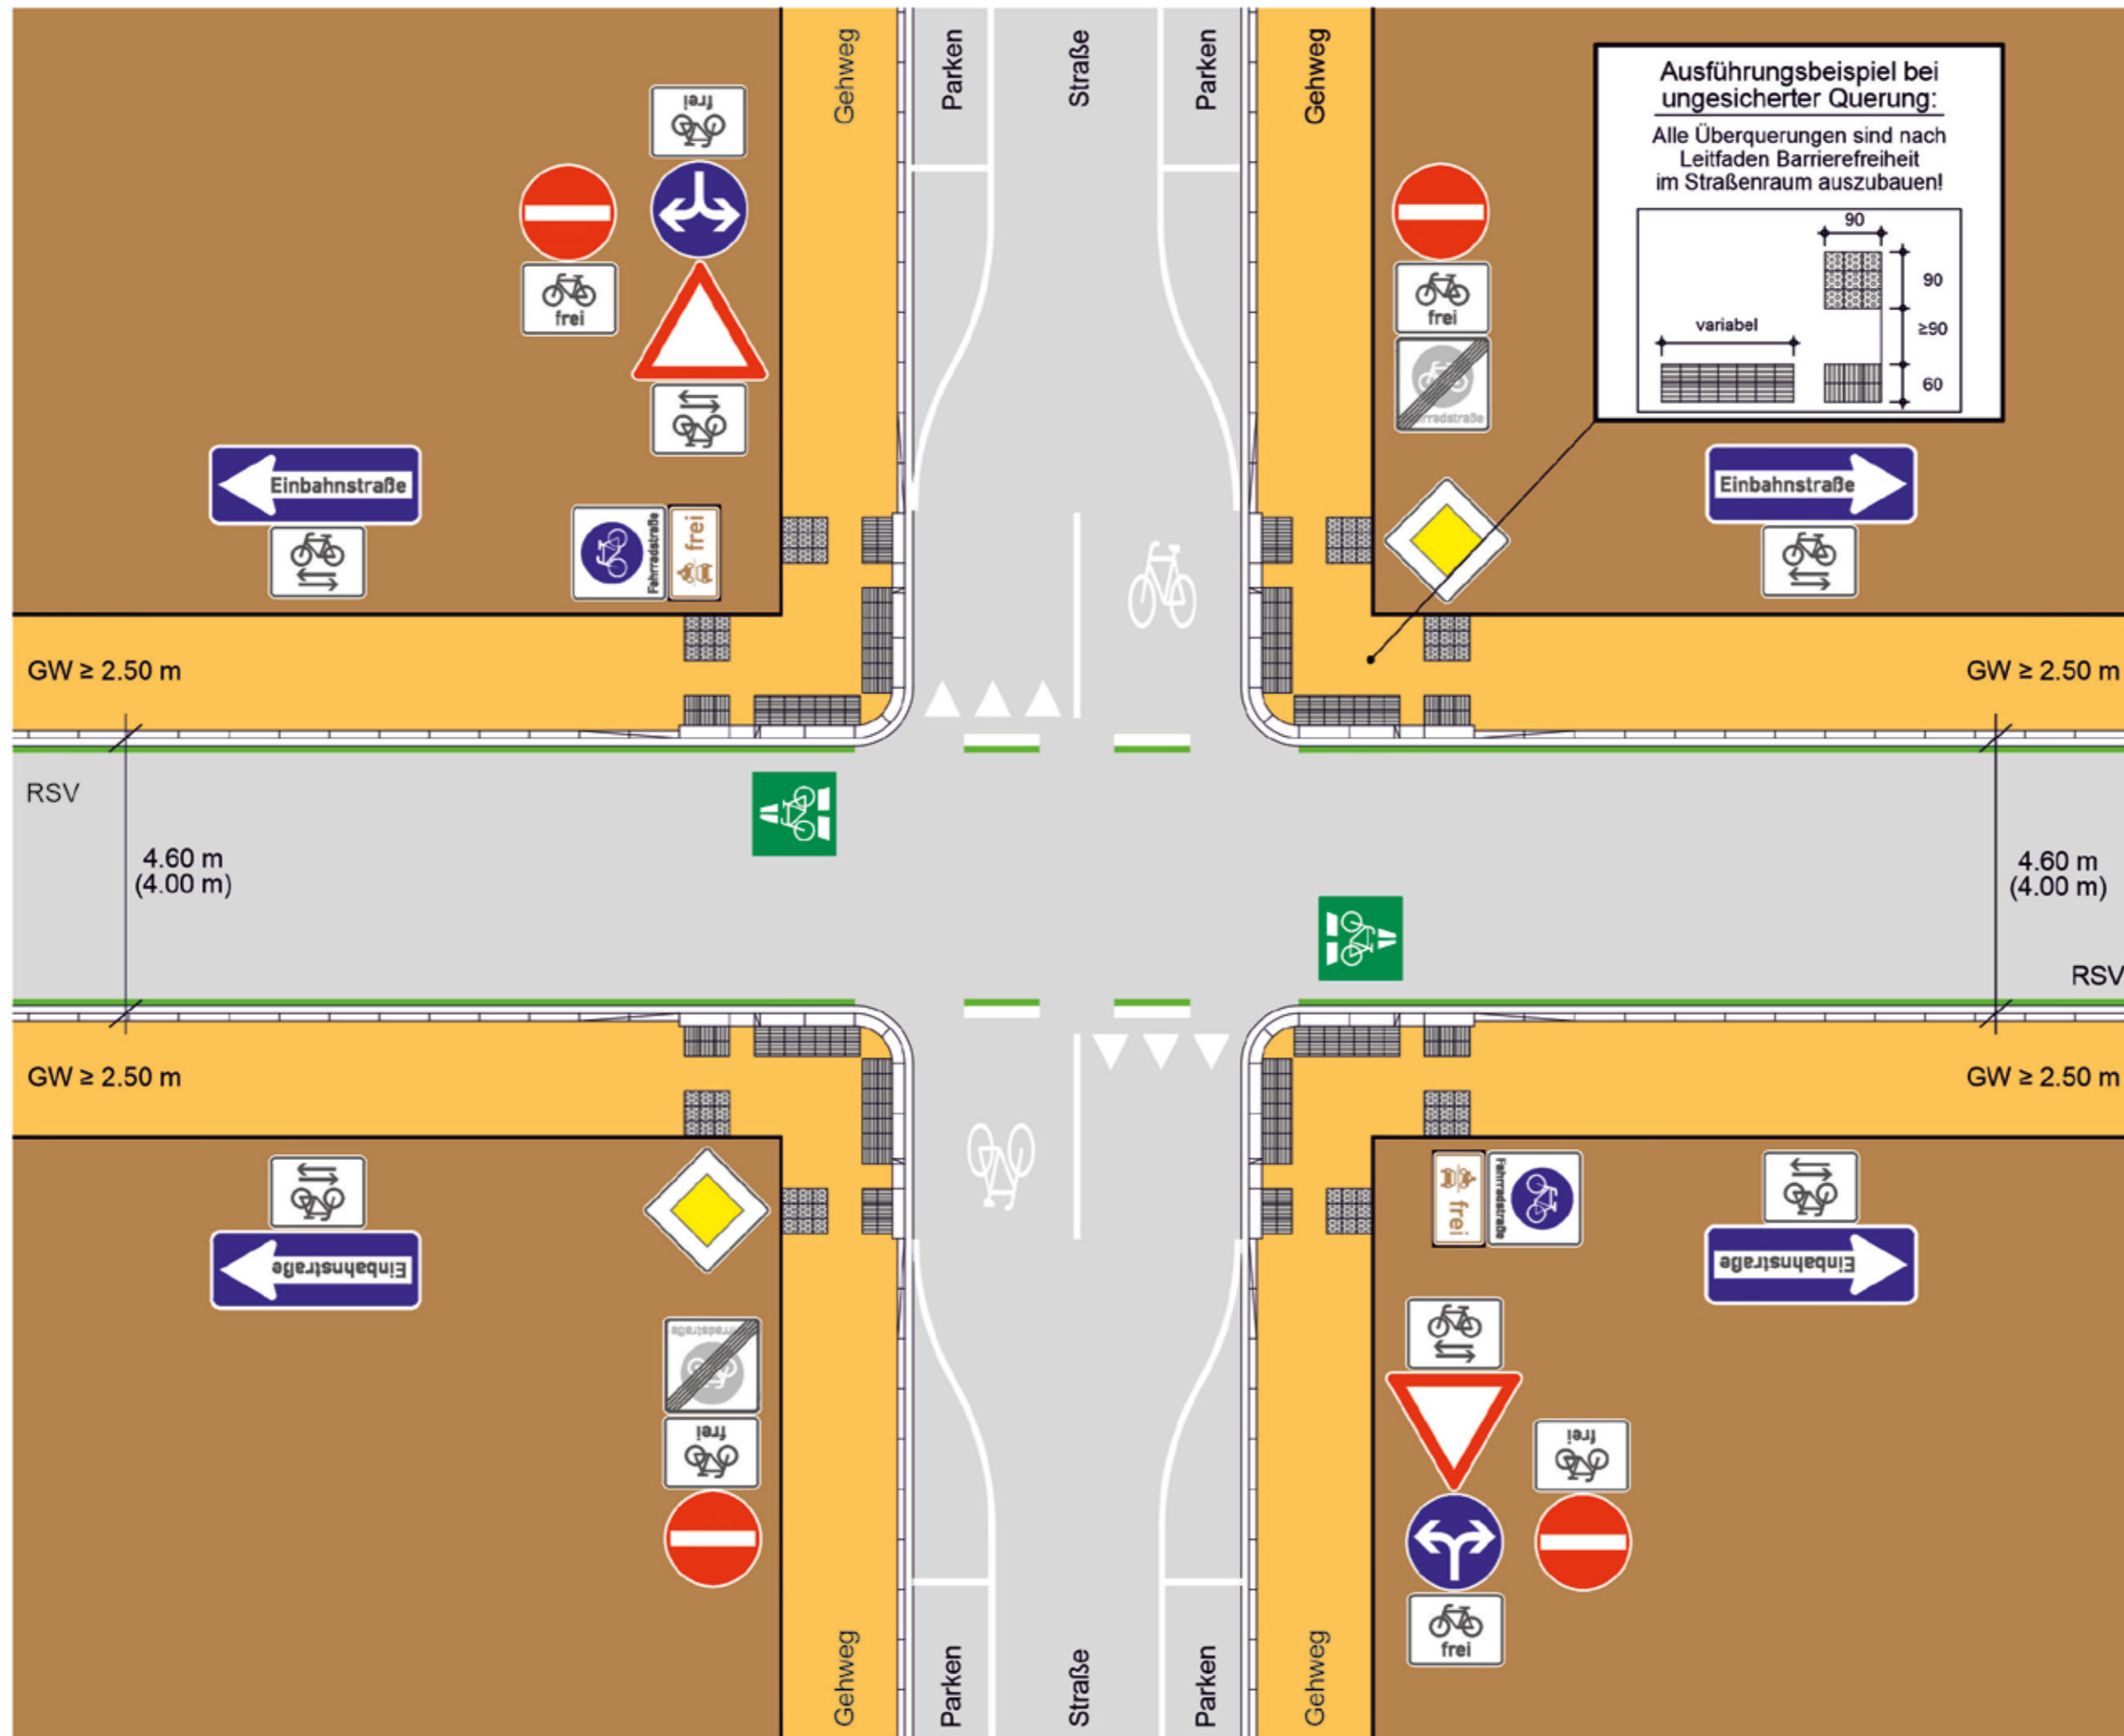 Gehweg
Parken
Straße
Parken
Gehweg
Ausführungsbeispiel bei
ungesicherter Querung:
Alle Überquerungen sind nach
Leitfaden Barrierefreiheit
im Straßenraum auszubauen!
90
90
≥90
60
variabel
frei
frei
frei
Einbahnstraße
Fahrradstraße
frei
Einbahnstraße
GW ≥ 2.50 m
GW ≥ 2.50 m
RSV
4.60 m
(4.00 m)
4.60 m
(4.00 m)
RSV
GW ≥ 2.50 m
GW ≥ 2.50 m
Einbahnstraße
frei
Fahrradstraße
Einbahnstraße
frei
frei
frei
Gehweg
Parken
Straße
Parken
Gehweg